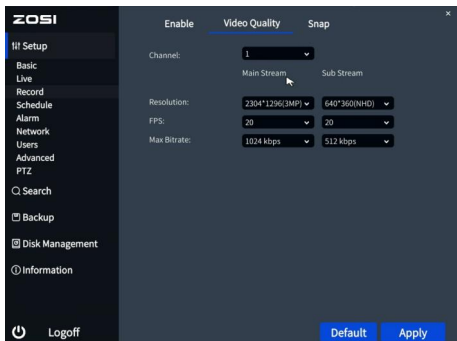 ZOSI
Enable Video Quality Snap
×
Setup
Basic
Live
Record
Schedule
Alarm
Network
Users
Advanced
PTZ
Search
Backup
Disk Management
Information
Logoff
Channel: 1
Main Stream Sub Stream
Resolution: 2304*1296(3MP) 640*360(NHD)
FPS: 20 20
Max Bitrate: 1024 kbps 512 kbps
Default Apply